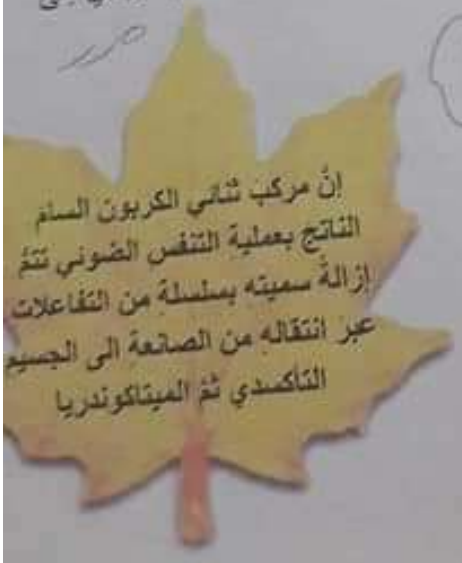 إنَّ مركب ثنائي الكربون السام
الناتج بعملية التنفس الضوئي تتمُّ
إزالةُ سميته بسلسلةٍ من التفاعلات
عبرَ انتقالهِ من الصانعةِ الى الجسيم
التأكسدي ثمَّ الميتاكوندريا